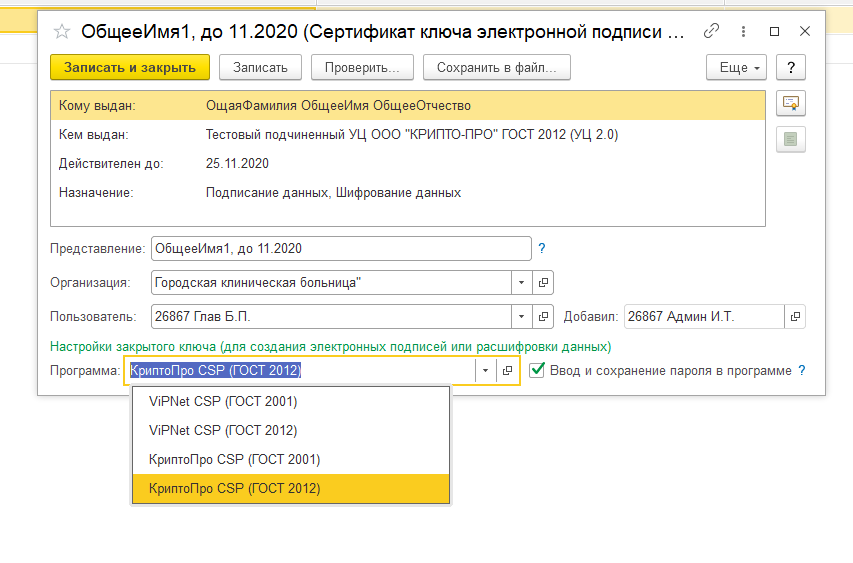 ОбщееИмя1, до 11.2020 (Сертификат ключа электронной подписи ...
Записать и закрыть Записать Проверить... Сохранить в файл... Еще ?
Кому выдан: ОщаяФамилия ОбщееИмя ОбщееОтчество
Кем выдан: Тестовый подчиненный УЦ ООО "КРИПТО-ПРО" ГОСТ 2012 (УЦ 2.0)
Действителен до: 25.11.2020
Назначение: Подписание данных, Шифрование данных
Представление: ОбщееИмя1, до 11.2020 ?
Организация: Городская клиническая больница"
Пользователь: 26867 Глав Б.П. Добавил: 26867 Админ И.Т.
Настройки закрытого ключа (для создания электронных подписей или расшифровки данных)
Программа: КриптоПро CSP (ГОСТ 2012) Ввод и сохранение пароля в программе ?
ViPNet CSP (ГОСТ 2001)
ViPNet CSP (ГОСТ 2012)
КриптоПро CSP (ГОСТ 2001)
КриптоПро CSP (ГОСТ 2012)